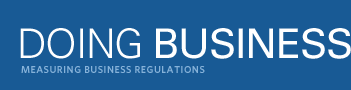 DOING BUSINESS
MEASURING BUSINESS REGULATIONS